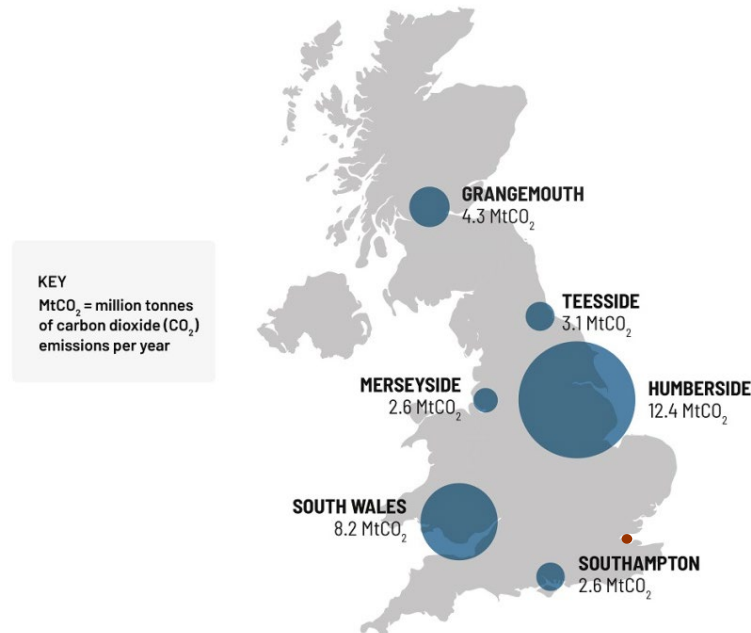 GRANGEMOUTH
4.3 MtCO₂
KEY
MtCO₂ = million tonnes
of carbon dioxide (CO₂)
emissions per year
TEESSIDE
3.1 MtCO₂
MERSEYSIDE
2.6 MtCO₂
HUMBERSIDE
12.4 MtCO₂
SOUTH WALES
8.2 MtCO₂
SOUTHAMPTON
2.6 MtCO₂